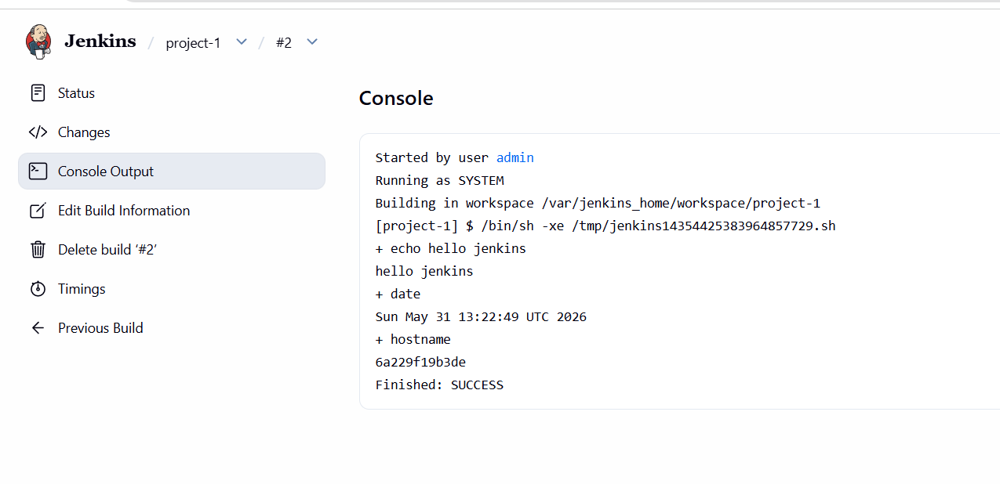 Jenkins / project-1 / #2
Status
Changes
Console Output
Edit Build Information
Delete build ‘#2’
Timings
Previous Build
Console
Started by user admin
Running as SYSTEM
Building in workspace /var/jenkins_home/workspace/project-1
[project-1] $ /bin/sh -xe /tmp/jenkins14354425383964857729.sh
+ echo hello jenkins
hello jenkins
+ date
Sun May 31 13:22:49 UTC 2026
+ hostname
6a229f19b3de
Finished: SUCCESS